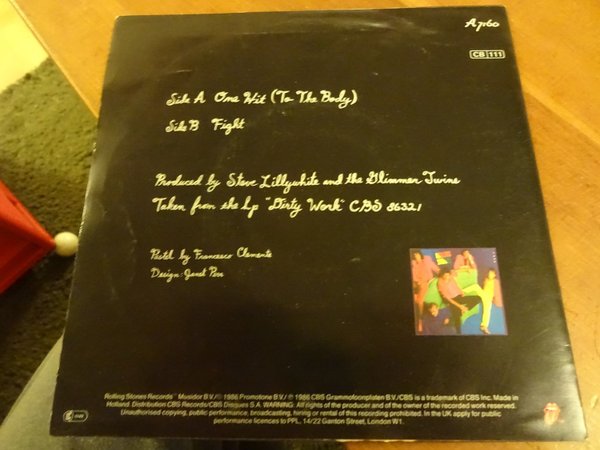 A 7160
CB 111
Side A One Hit (To The Body)
Side B Fight
Produced by Steve Lillywhite and the Glimmer Twins
Taken from the Lp "Dirty Work" CBS 86321
Pastel by Francesco Clemente
Design: Janet Perr
Rolling Stones Records™ Musidor B.V./℗ 1986 Promotone B.V./℗ 1986 CBS Grammofoonplaten B.V./CBS is a trademark of CBS Inc. Made in
Holland. Distribution CBS Records/CBS Disques S.A. WARNING: All rights of the producer and of the owner of the recorded work reserved.
Unauthorised copying, public performance, broadcasting, hiring or rental of this recording prohibited. In the UK apply for public
performance licences to PPL, 14/22 Ganton Street, London W1.